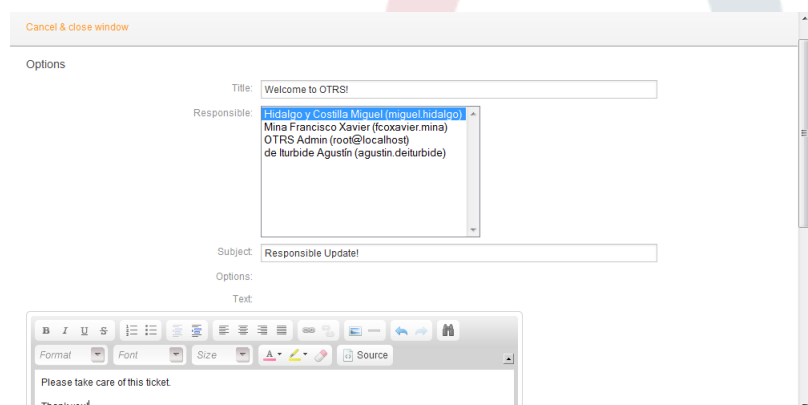 Cancel & close window
Options
Title: Welcome to OTRS!
Responsible: Hidalgo y Costilla Miguel (miguel.hidalgo)
Mina Francisco Xavier (fcoxavier.mina)
OTRS Admin (root@localhost)
de Iturbide Agustín (agustin.deiturbide)
Subject: Responsible Update!
Options:
Text:
B I U S
Format Font Size A Source
Please take care of this ticket.